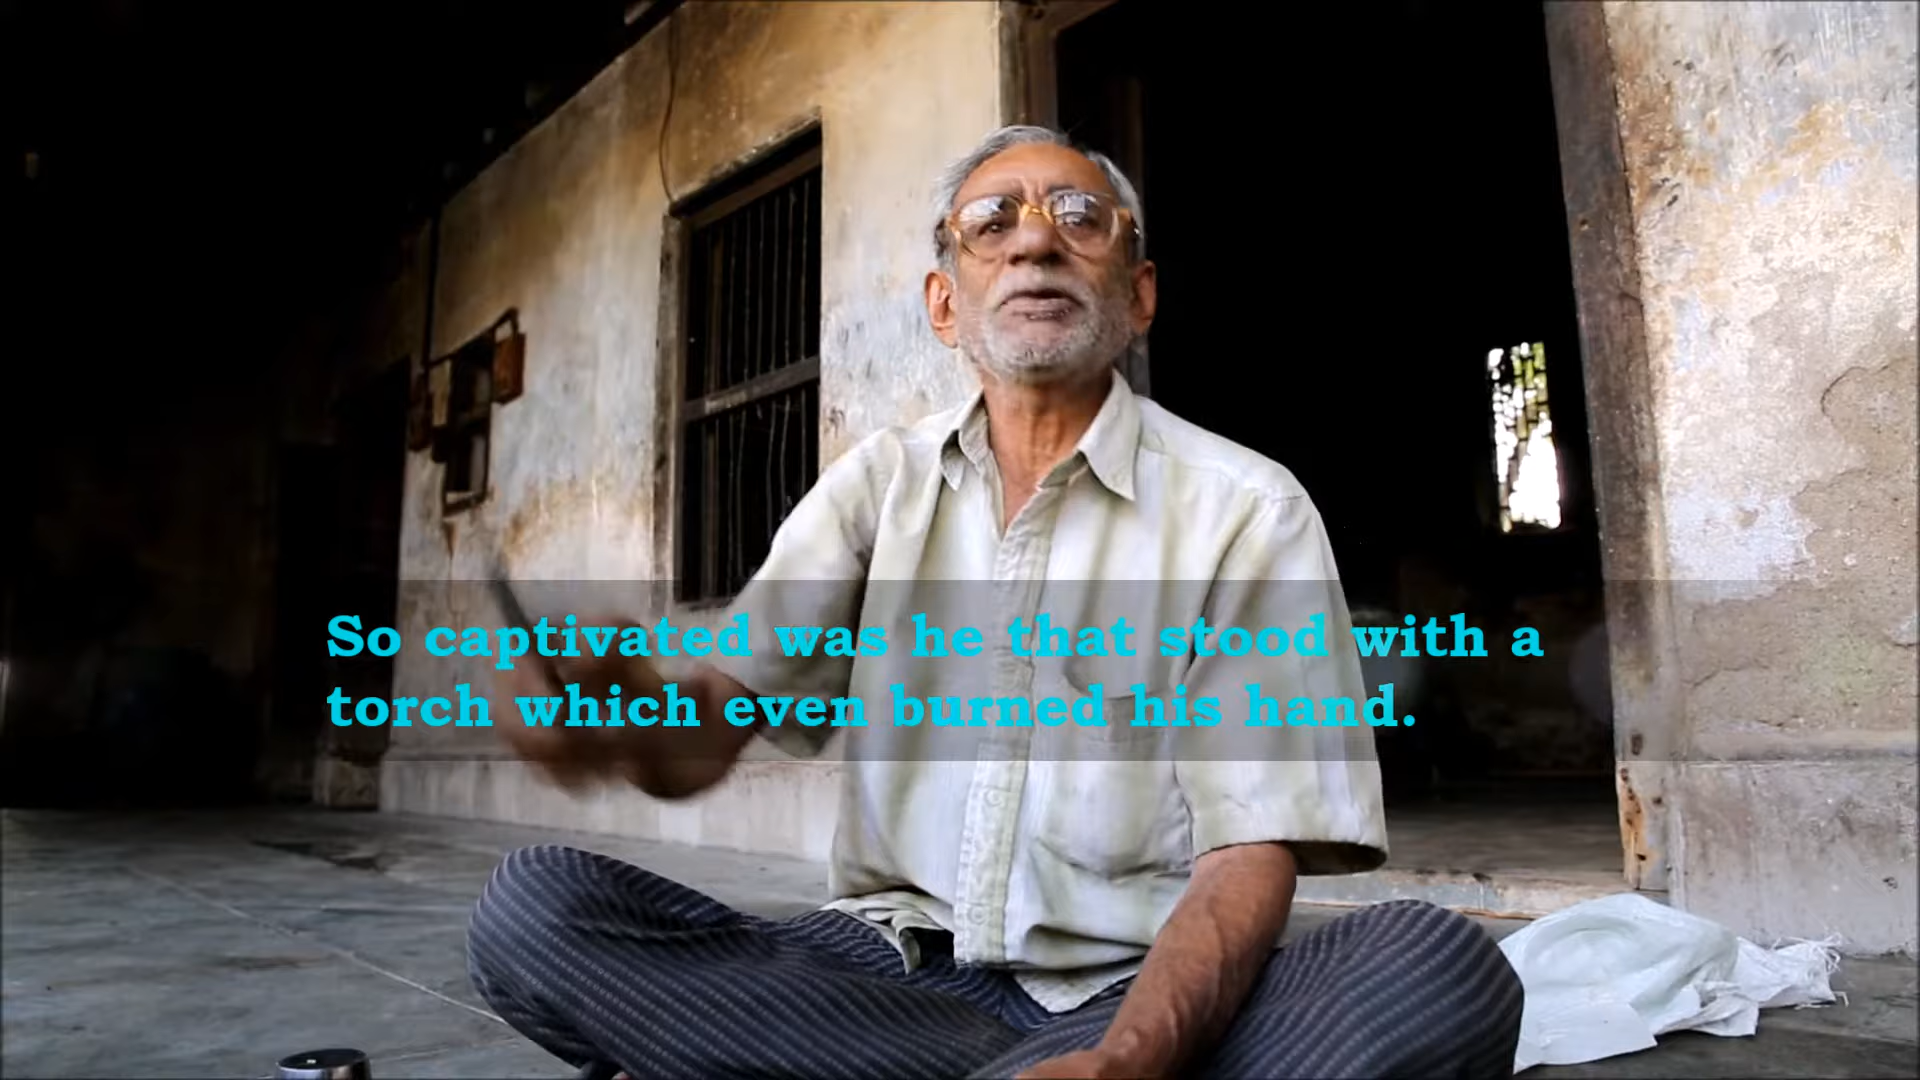 So captivated was he that stood with a
torch which even burned his hand.